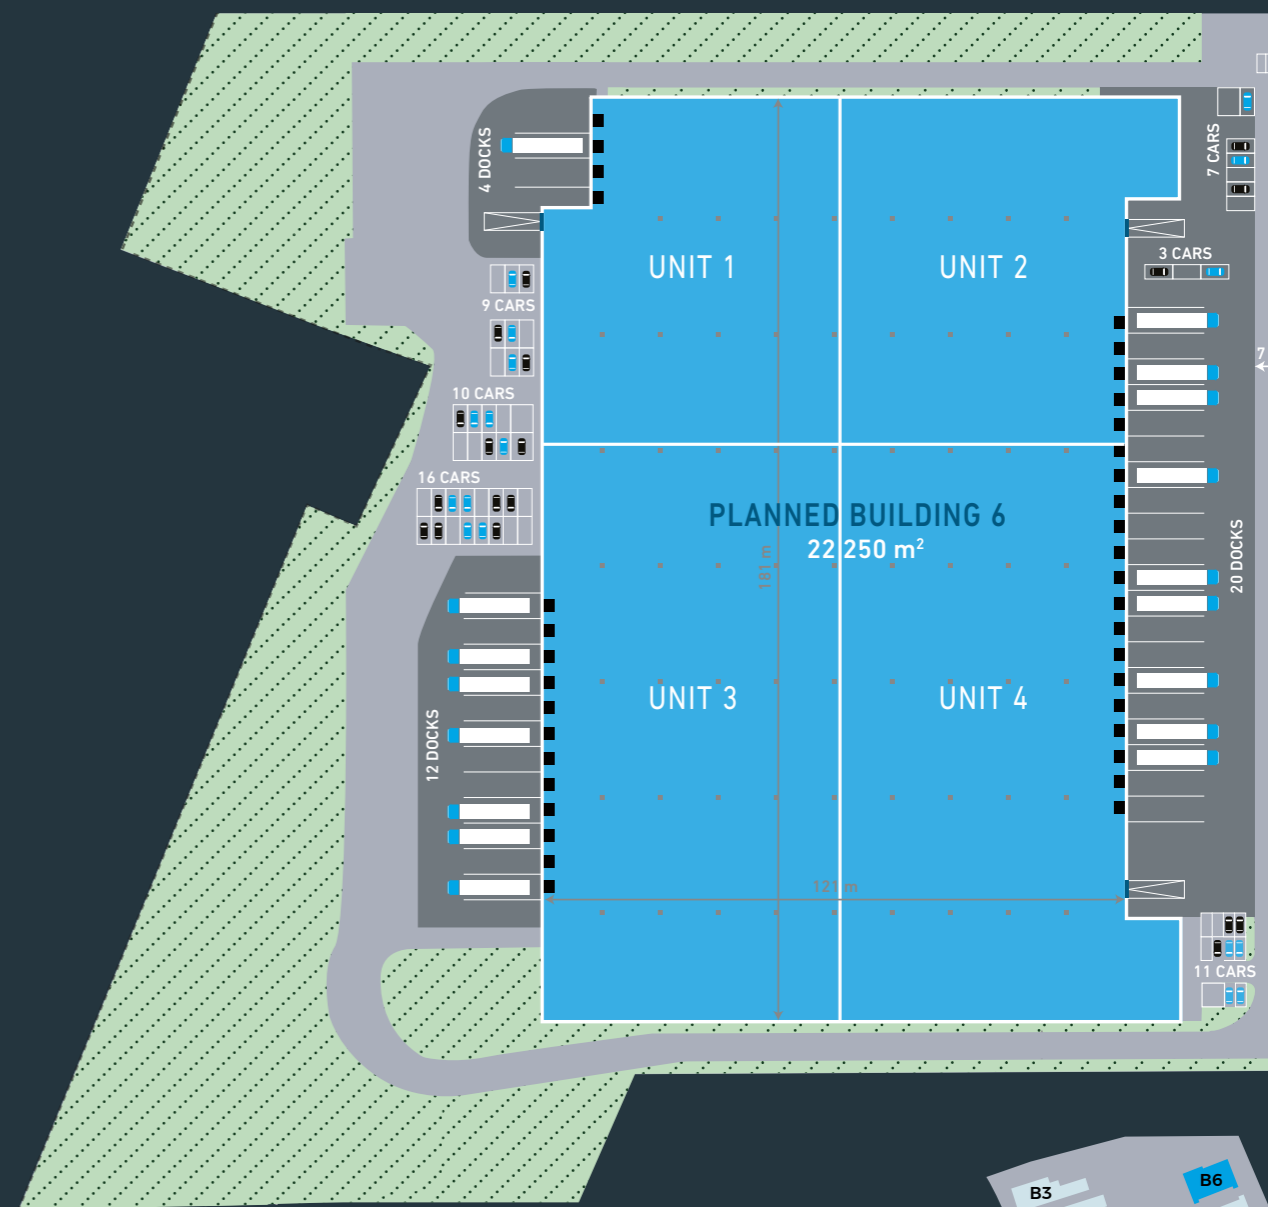 4 DOCKS
7 CARS
UNIT 1
UNIT 2
3 CARS
9 CARS
7
10 CARS
16 CARS
PLANNED BUILDING 6
22 250 m²
181 m
20 DOCKS
UNIT 3
UNIT 4
12 DOCKS
121 m
11 CARS
B3
B6